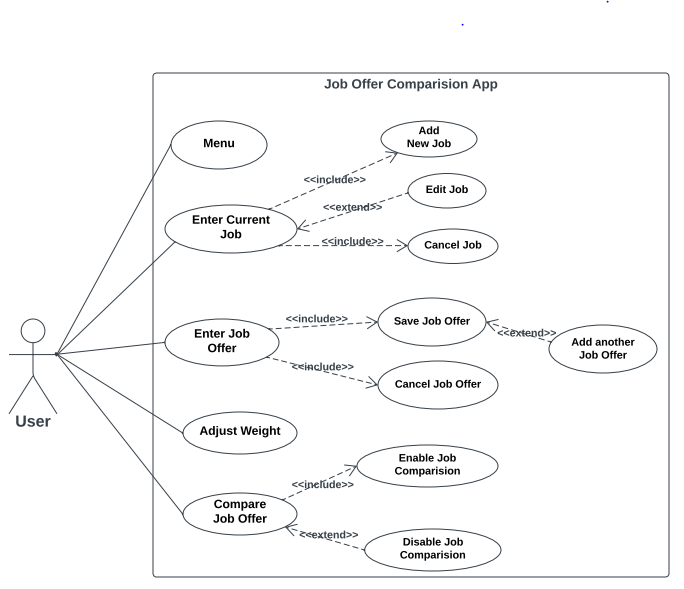 Job Offer Comparision App
Menu
Add
New Job
<<include>>
Edit Job
<<extend>>
Enter Current
Job
<<include>>
Cancel Job
<<include>>
Save Job Offer
<<extend>>
Add another
Job Offer
Enter Job
Offer
<<include>>
Cancel Job Offer
User
Adjust Weight
Enable Job
Comparision
<<include>>
Compare
Job Offer
<<extend>>
Disable Job
Comparision